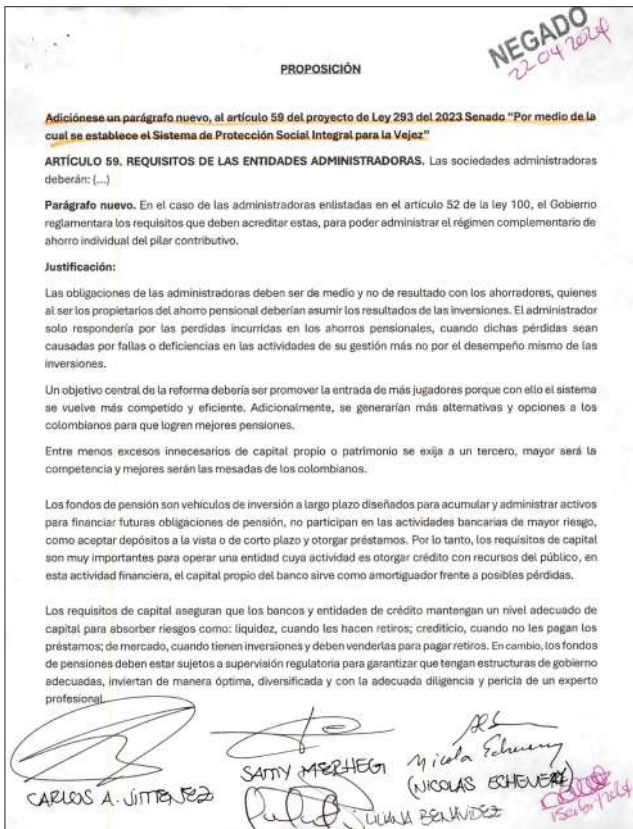 NEGADO
22 04 2024
PROPOSICIÓN
Adiciónese un parágrafo nuevo, al artículo 59 del proyecto de Ley 293 del 2023 Senado “Por medio de la
cual se establece el Sistema de Protección Social Integral para la Vejez”
ARTÍCULO 59. REQUISITOS DE LAS ENTIDADES ADMINISTRADORAS. Las sociedades administradoras
deberán: (...)
Parágrafo nuevo. En el caso de las administradoras enlistadas en el artículo 52 de la ley 100, el Gobierno
reglamentara los requisitos que deben acreditar estas, para poder administrar el régimen complementario de
ahorro individual del pilar contributivo.
Justificación:
Las obligaciones de las administradoras deben ser de medio y no de resultado con los ahorradores, quienes
al ser los propietarios del ahorro pensional deberían asumir los resultados de las inversiones. El administrador
solo respondería por las perdidas incurridas en los ahorros pensionales, cuando dichas pérdidas sean
causadas por fallas o deficiencias en las actividades de su gestión más no por el desempeño mismo de las
inversiones.
Un objetivo central de la reforma debería ser promover la entrada de más jugadores porque con ello el sistema
se vuelve más competido y eficiente. Adicionalmente, se generarían más alternativas y opciones a los
colombianos para que logren mejores pensiones.
Entre menos excesos innecesarios de capital propio o patrimonio se exija a un tercero, mayor será la
competencia y mejores serán las mesadas de los colombianos.
Los fondos de pensión son vehículos de inversión a largo plazo diseñados para acumular y administrar activos
para financiar futuras obligaciones de pensión, no participan en las actividades bancarias de mayor riesgo,
como aceptar depósitos a la vista o de corto plazo y otorgar préstamos. Por lo tanto, los requisitos de capital
son muy importantes para operar una entidad cuya actividad es otorgar crédito con recursos del público, en
esta actividad financiera, el capital propio del banco sirve como amortiguador frente a posibles pérdidas.
Los requisitos de capital aseguran que los bancos y entidades de crédito mantengan un nivel adecuado de
capital para absorber riesgos como: liquidez, cuando les hacen retiros; crediticio, cuando no les pagan los
préstamos; de mercado, cuando tienen inversiones y deben venderlas para pagar retiros. En cambio, los fondos
de pensiones deben estar sujetos a supervisión regulatoria para garantizar que tengan estructuras de gobierno
adecuadas, inviertan de manera óptima, diversificada y con la adecuada diligencia y pericia de un experto
profesional
CARLOS A. JIMENEZ
SAMY MERHEG
Nicolas Echeverry
(NICOLAS ECHEVERRY
JULIANA BENAVIDEZ